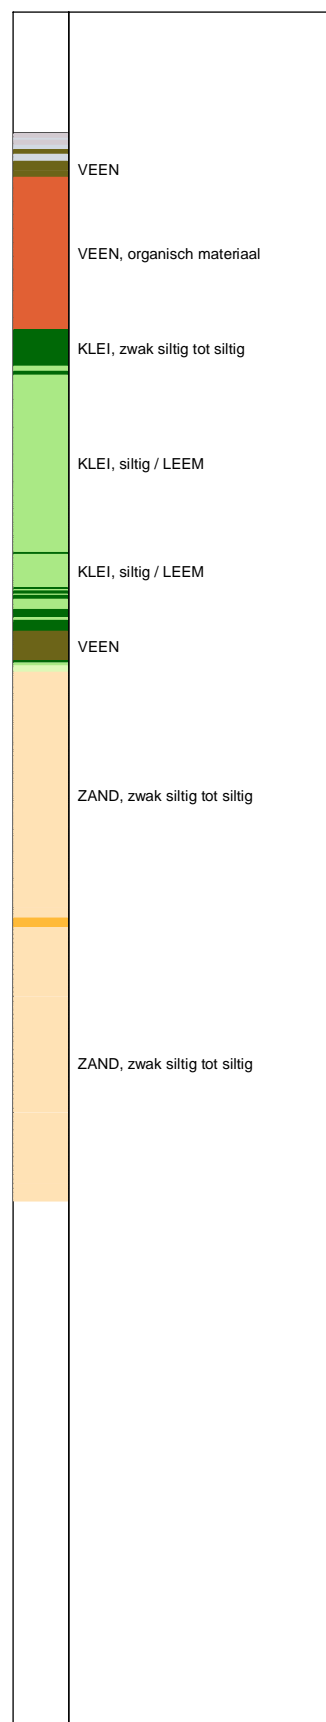 VEEN
VEEN, organisch materiaal
KLEI, zwak siltig tot siltig
KLEI, siltig / LEEM
KLEI, siltig / LEEM
VEEN
ZAND, zwak siltig tot siltig
ZAND, zwak siltig tot siltig